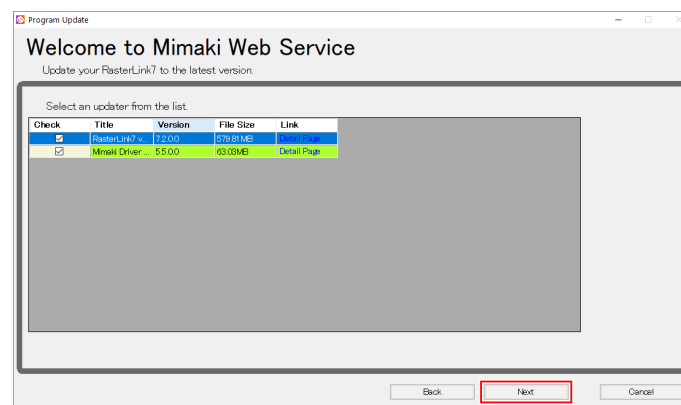 Program Update
Welcome to Mimaki Web Service
Update your RasterLink7 to the latest version.
Select an updater from the list.
Check Title Version File Size Link
RasterLink7 v... 7.2.0.0 579.81MB Detail Page
Mimaki Driver ... 5.5.0.0 63.03MB Detail Page
Back Next Cancel